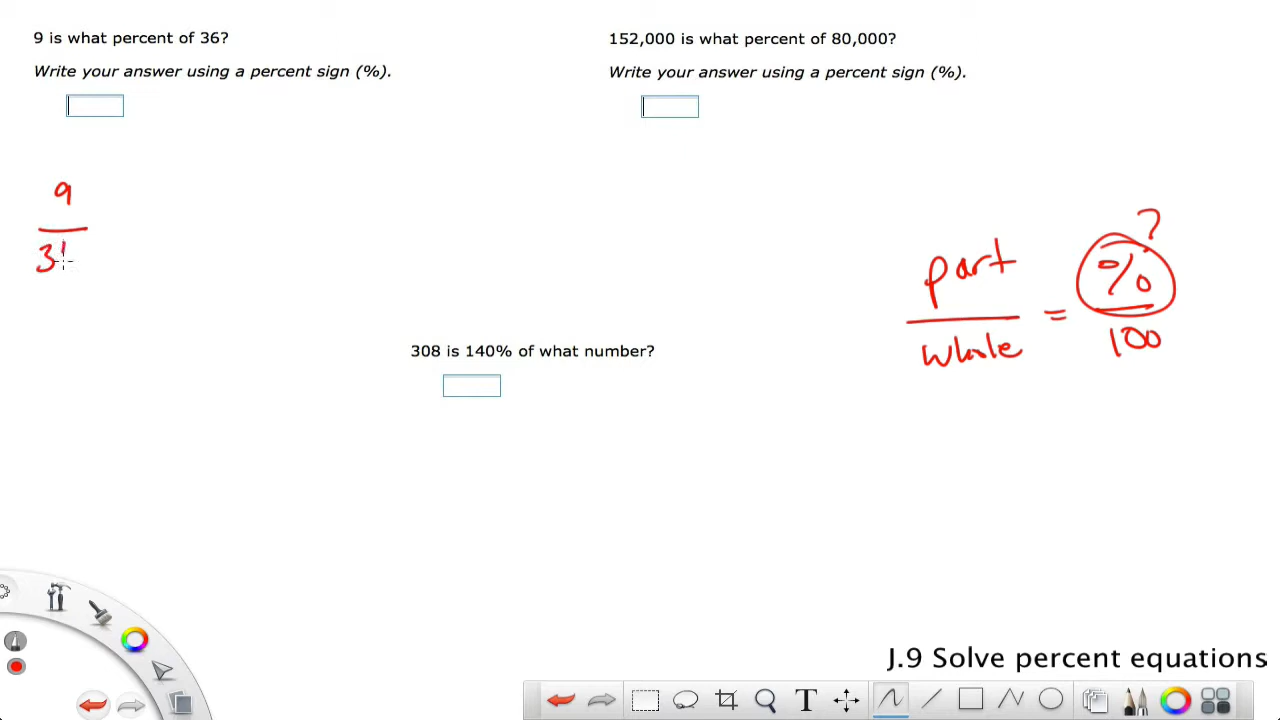 9 is what percent of 36?
Write your answer using a percent sign (%).
152,000 is what percent of 80,000?
Write your answer using a percent sign (%).
9
3
part
whole
=
?
%
100
308 is 140% of what number?
J.9 Solve percent equations
T